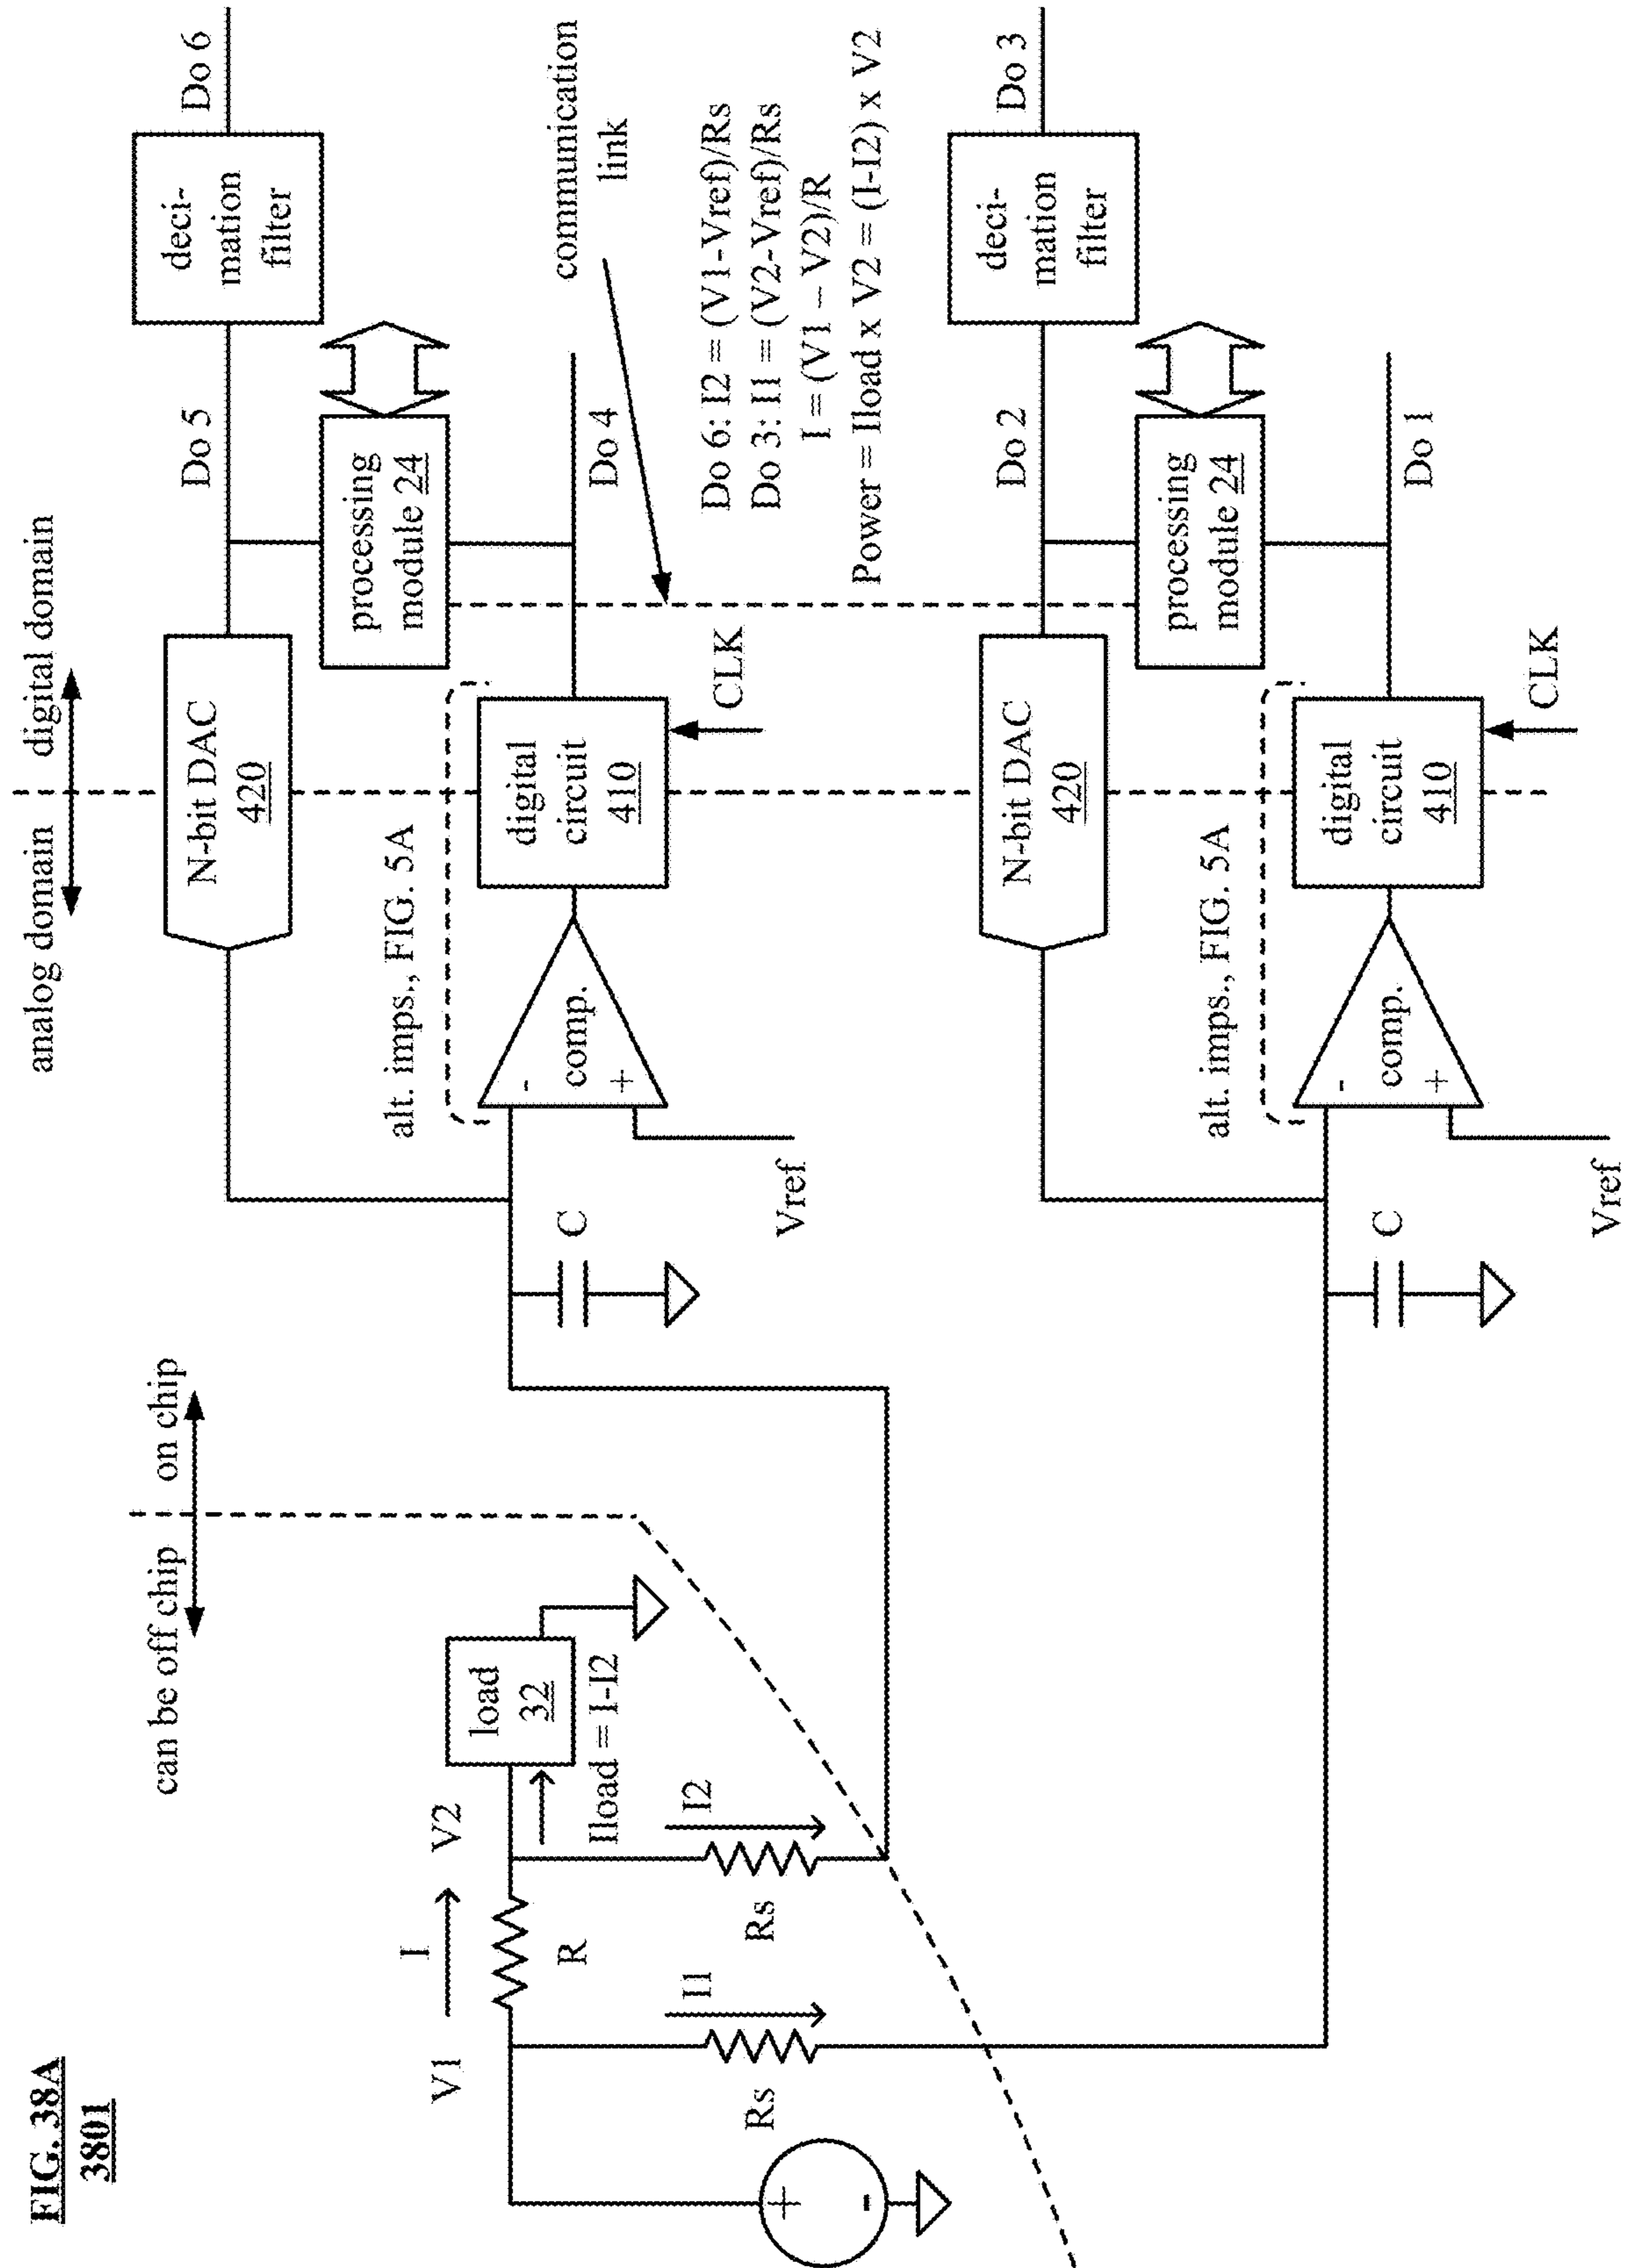 FIG. 38A
3801
can be off chip
on chip
analog domain
digital domain
V1
I
V2
R
load
32
Iload = I-I2
Rs
I1
Rs
I2
+
-
C
Vref
alt. imps., FIG. 5A
-
comp.
+
N-bit DAC
420
digital
circuit
410
CLK
Do 5
processing
module 24
Do 4
deci-
mation
filter
Do 6
communication
link
Do 6: I2 = (V1-Vref)/Rs
Do 3: I1 = (V2-Vref)/Rs
I = (V1 – V2)/R
Power = Iload x V2 = (I-I2) x V2
C
Vref
alt. imps., FIG. 5A
-
comp.
+
N-bit DAC
420
digital
circuit
410
CLK
Do 2
processing
module 24
Do 1
deci-
mation
filter
Do 3